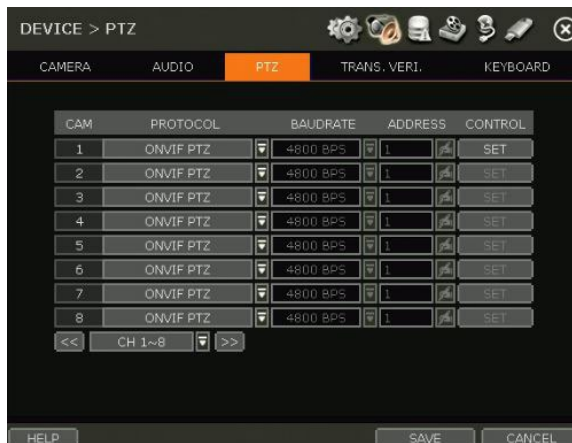 DEVICE > PTZ
CAMERA AUDIO PTZ TRANS. VERI. KEYBOARD
CAM PROTOCOL BAUDRATE ADDRESS CONTROL
1 ONVIF PTZ 4800 BPS 1 SET
2 ONVIF PTZ 4800 BPS 1 SET
3 ONVIF PTZ 4800 BPS 1 SET
4 ONVIF PTZ 4800 BPS 1 SET
5 ONVIF PTZ 4800 BPS 1 SET
6 ONVIF PTZ 4800 BPS 1 SET
7 ONVIF PTZ 4800 BPS 1 SET
8 ONVIF PTZ 4800 BPS 1 SET
<< CH 1~8 >>
HELP SAVE CANCEL